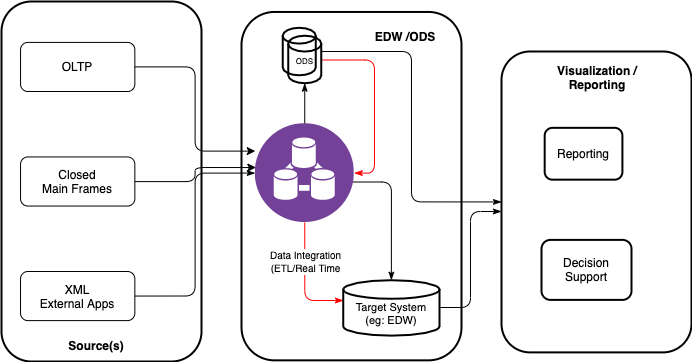 OLTP
Closed
Main Frames
XML
External Apps
Source(s)
EDW /ODS
ODS
Data Integration
(ETL/Real Time
Target System
(eg: EDW)
Visualization /
Reporting
Reporting
Decision
Support